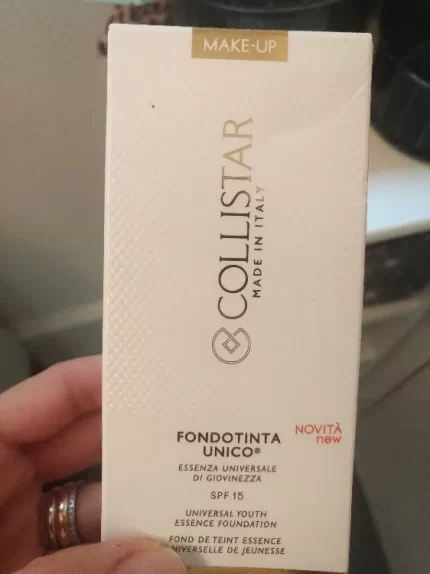 MAKE-UP
COLLISTAR
MADE IN ITALY
NOVITÀ
new
FONDOTINTA
UNICO®
ESSENZA UNIVERSALE
DI GIOVINEZZA
SPF 15
UNIVERSAL YOUTH
ESSENCE FOUNDATION
FOND DE TEINT ESSENCE
UNIVERSELLE DE JEUNESSE